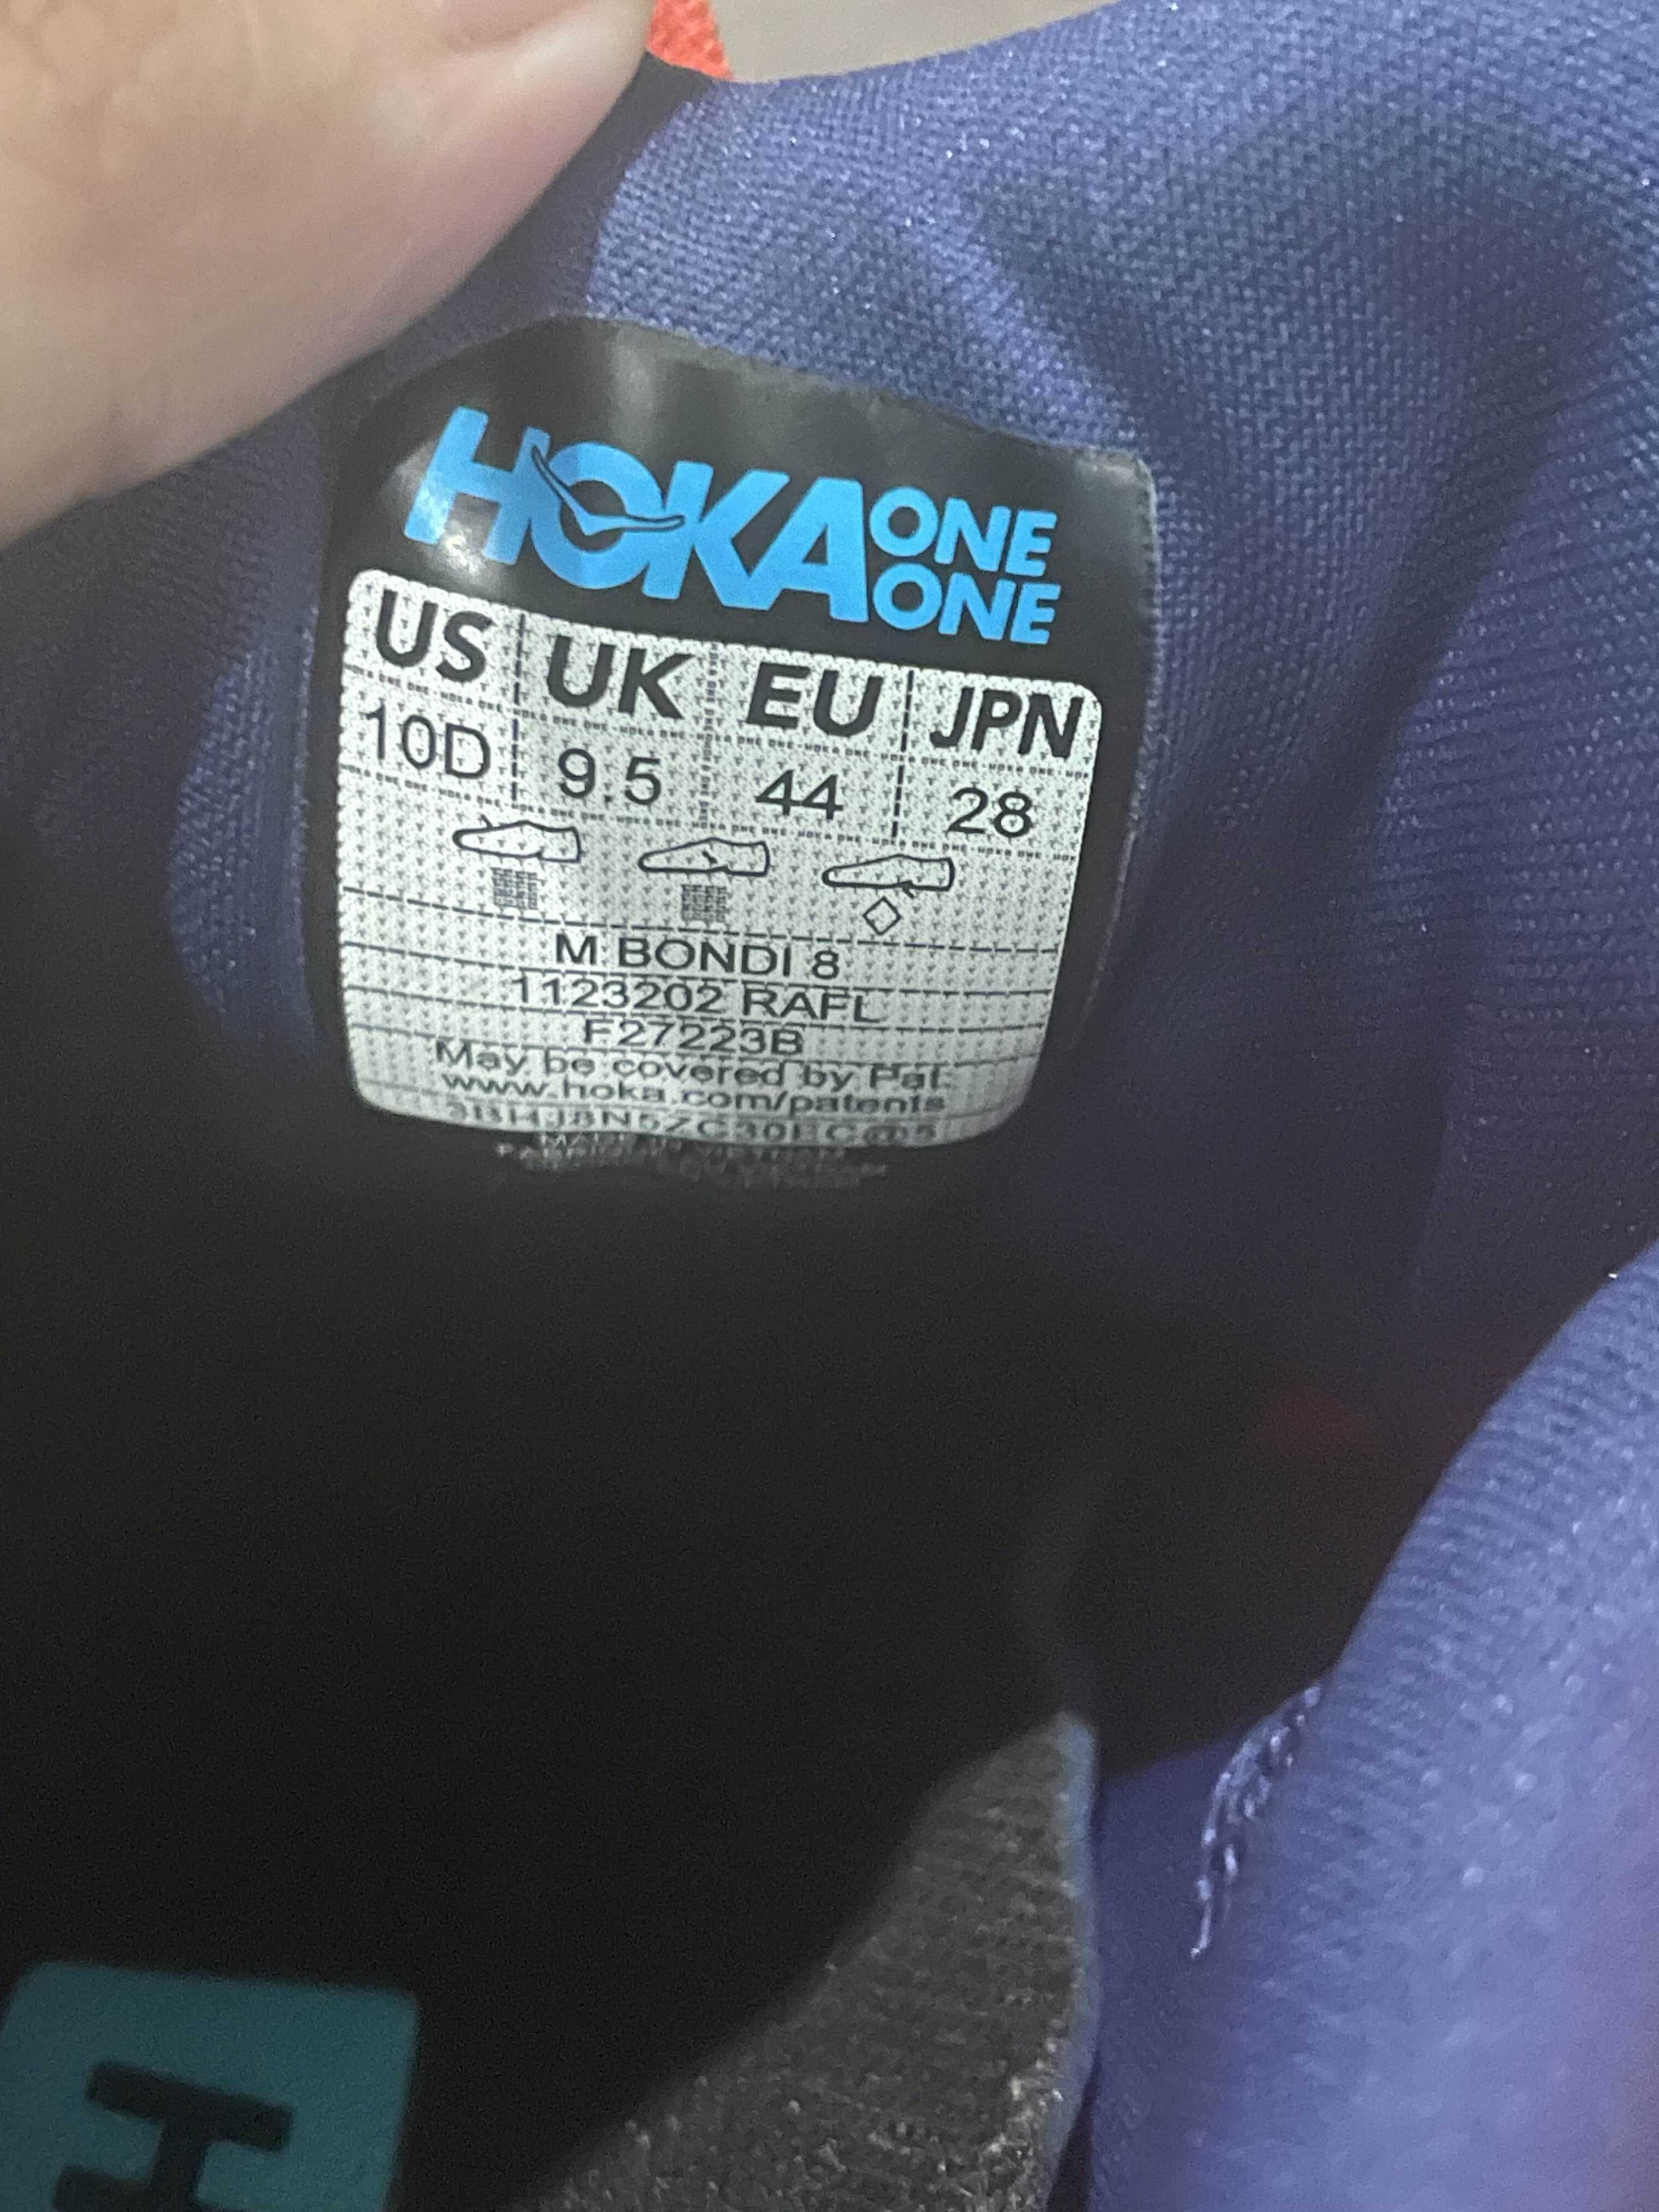 HOKA ONE
ONE
US UK EU JPN
10D 9.5 44 28
M BONDI 8
1123202 RAFL
F27223B
May be covered by Pat.
www.hoka.com/patents
H